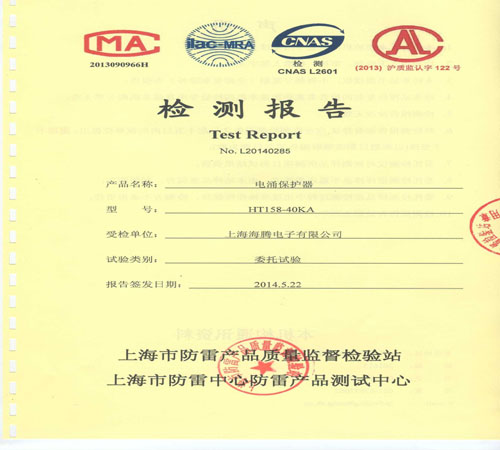 MA
ilac-MRA
CNAS
AL
2013090966H
检 测
CNAS L2601
(2013) 沪质监认字 122 号
检 测 报 告
Test Report
No. L20140285
产品名称: 电涌保护器
型 号: HT158-40KA
受检单位: 上海海腾电子有限公司
试验类别: 委托试验
报告签发日期: 2014.5.22
上海市防雷产品质量监督检验站
上海市防雷中心防雷产品测试中心